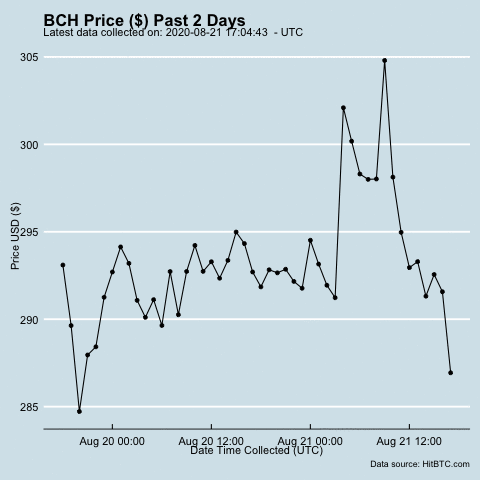 BCH Price ($) Past 2 Days
Latest data collected on: 2020-08-21 17:04:43 - UTC
305
300
295
290
285
Price USD ($)
Aug 20 00:00 Aug 20 12:00 Aug 21 00:00 Aug 21 12:00
Date Time Collected (UTC)
Data source: HitBTC.com